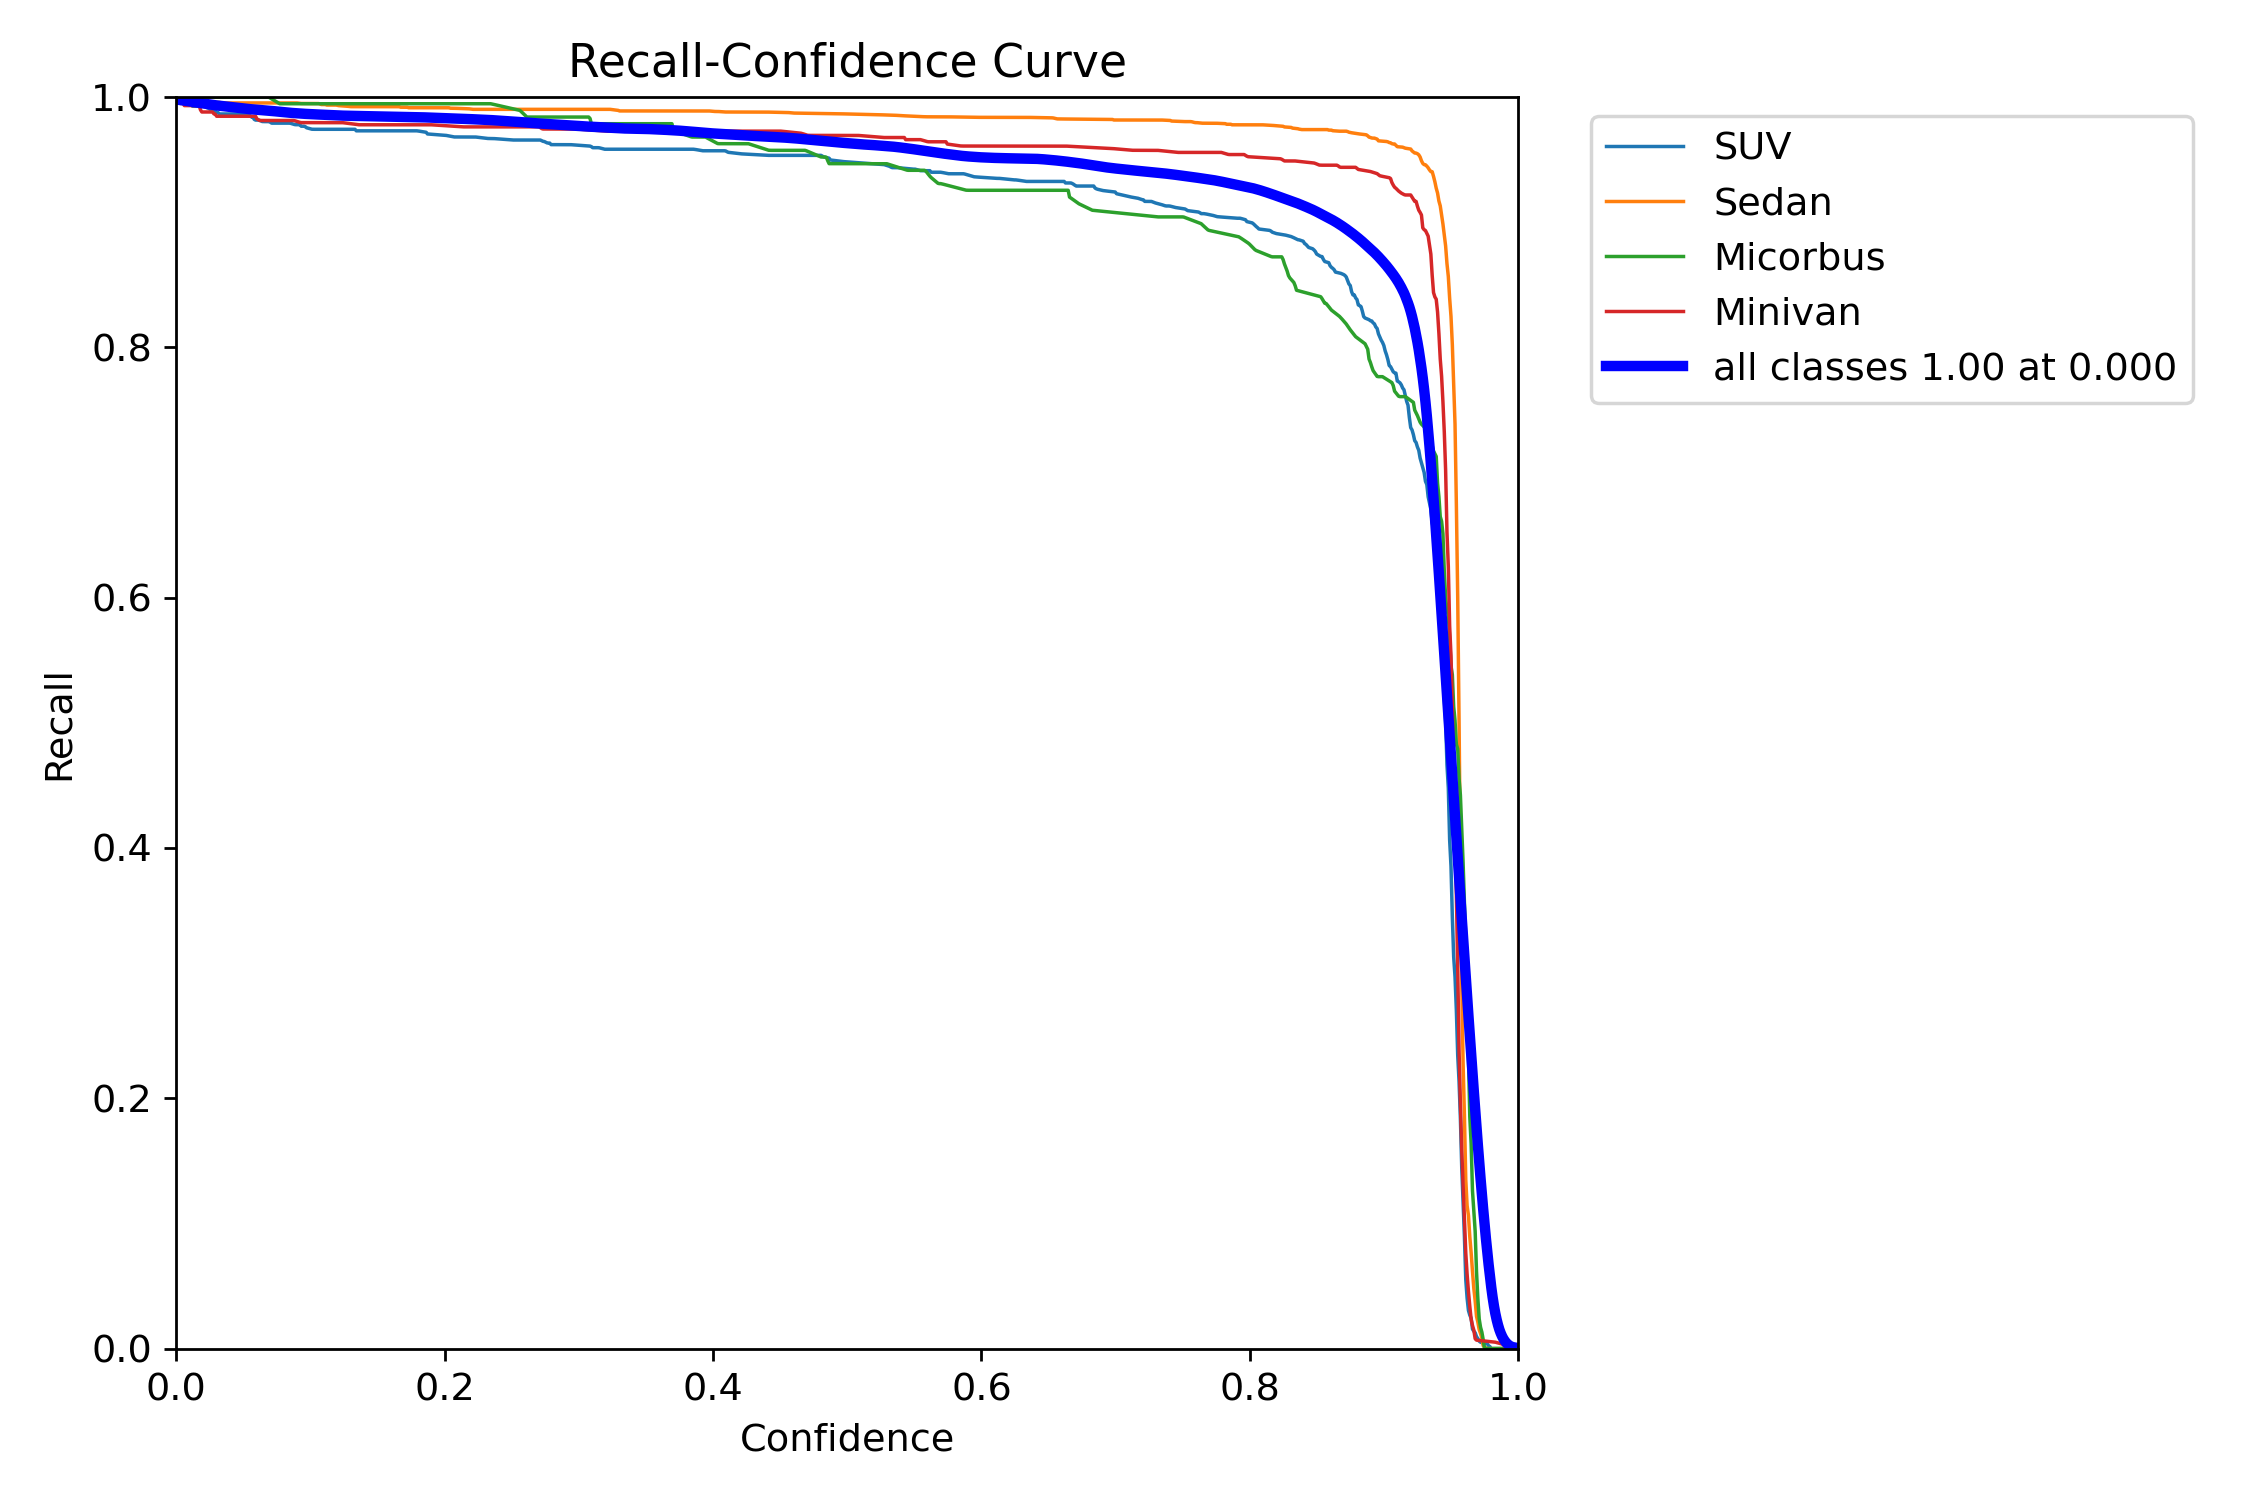 Recall-Confidence Curve
1.0
0.8
0.6
0.4
0.2
0.0
Recall
0.0 0.2 0.4 0.6 0.8 1.0
Confidence
SUV
Sedan
Micorbus
Minivan
all classes 1.00 at 0.000